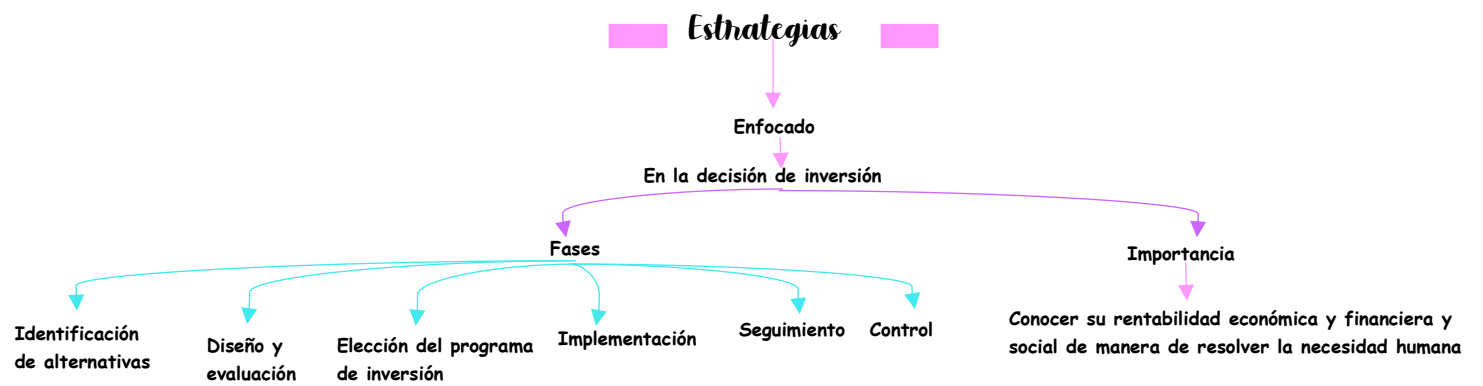 Estrategias
Enfocado
En la decisión de inversión
Fases
Importancia
Identificación
de alternativas
Diseño y
evaluación
Elección del programa
de inversión
Implementación
Seguimiento
Control
Conocer su rentabilidad económica y financiera y
social de manera de resolver la necesidad humana